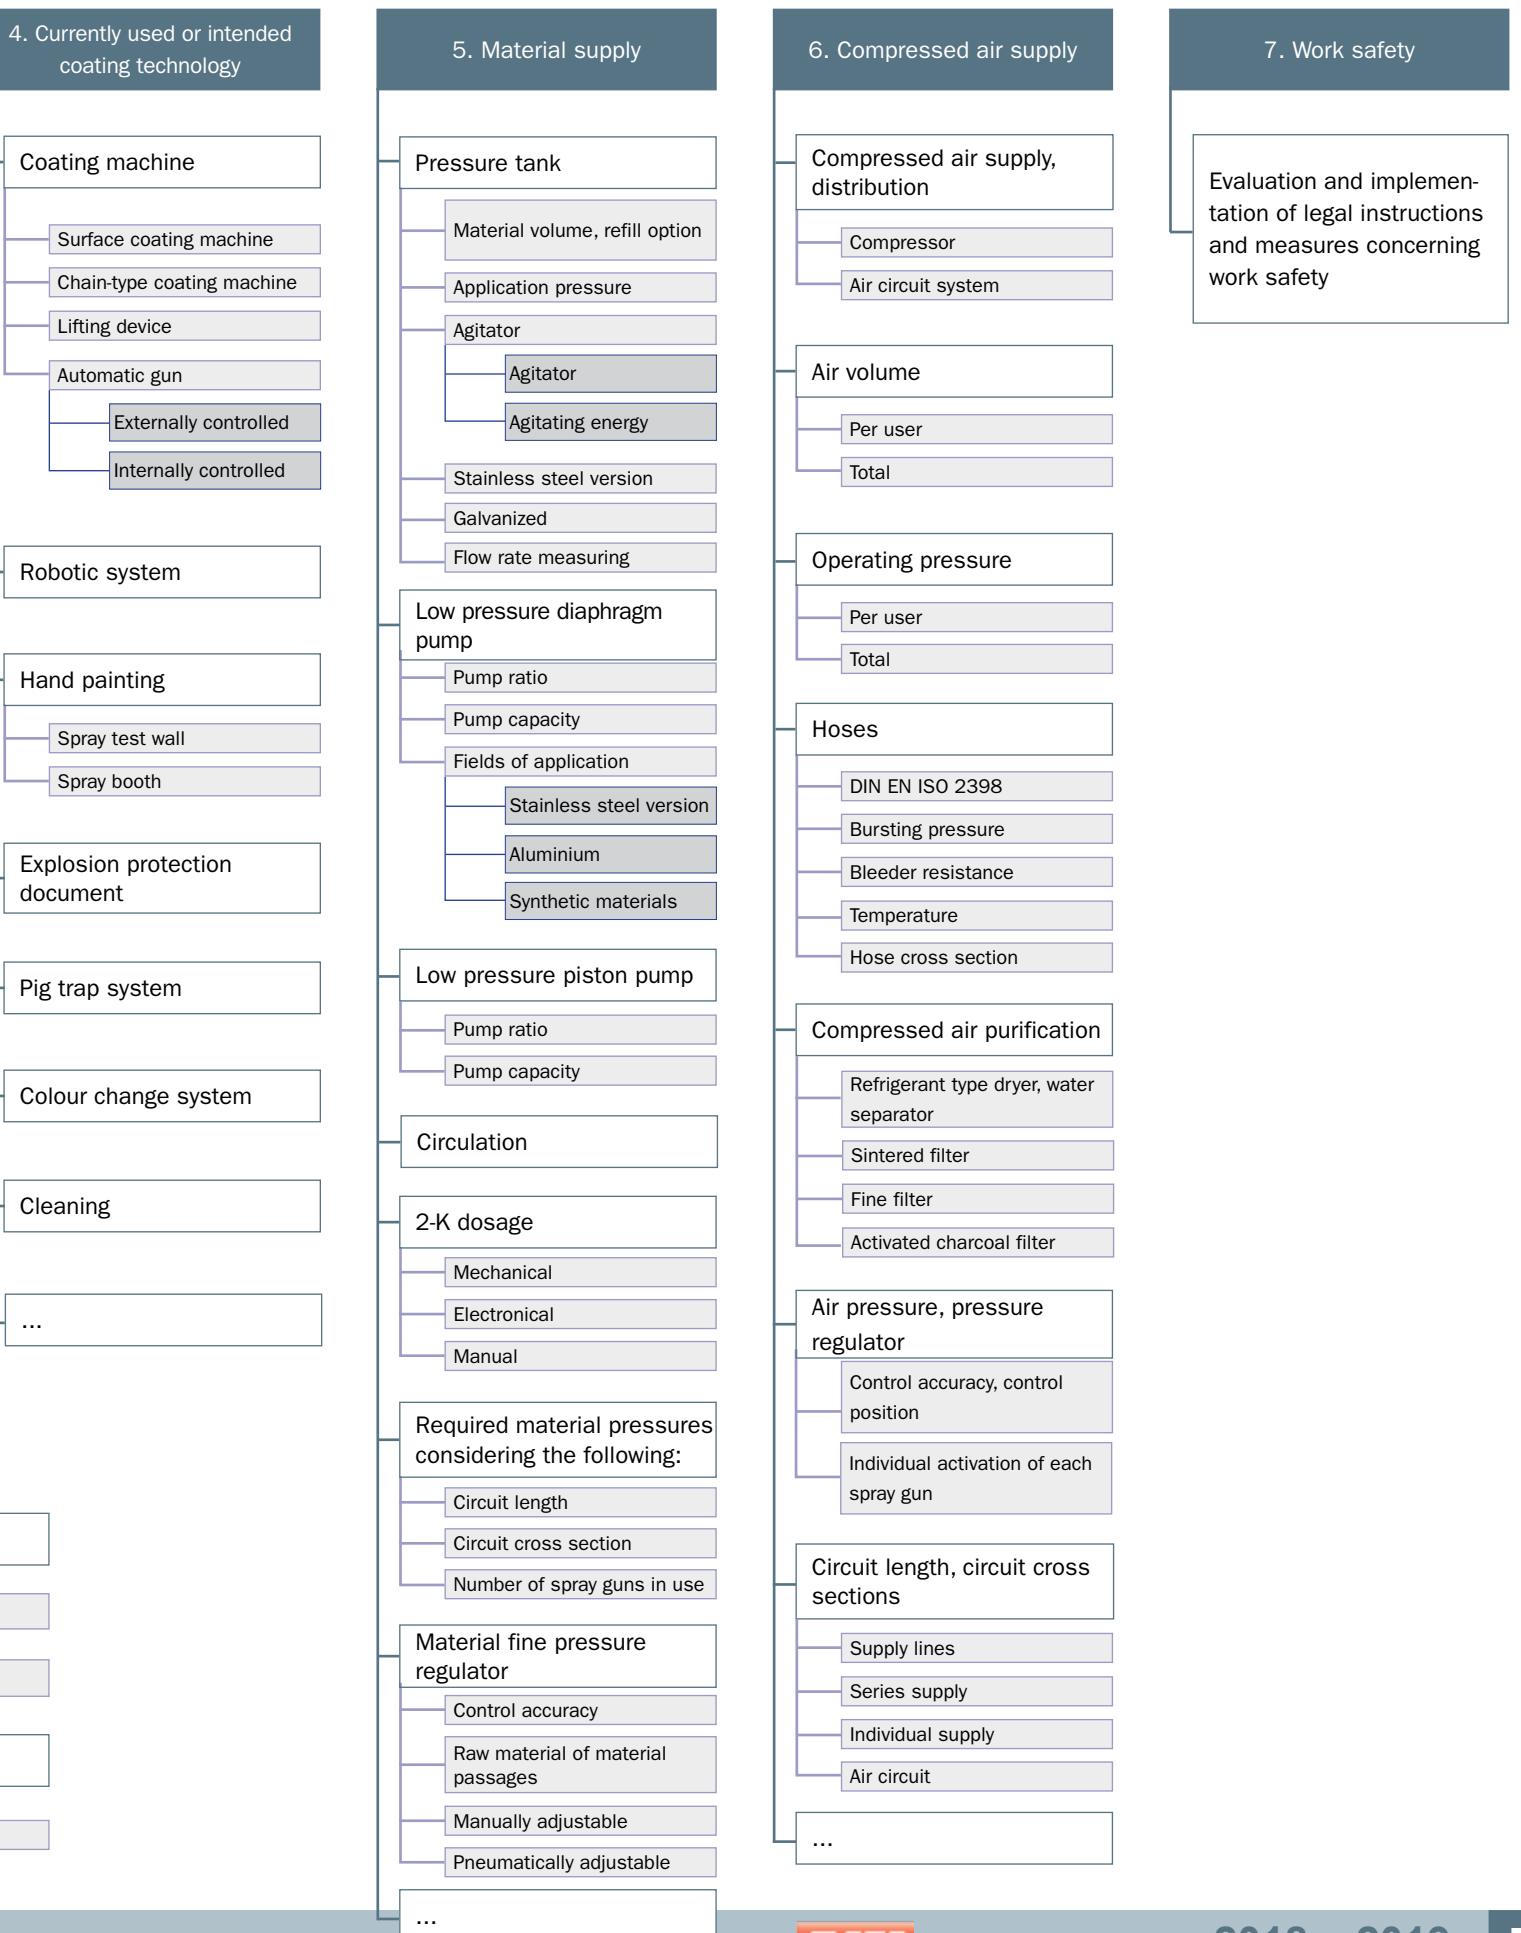 4. Currently used or intended
coating technology
Coating machine
Surface coating machine
Chain-type coating machine
Lifting device
Automatic gun
Externally controlled
Internally controlled
Robotic system
Hand painting
Spray test wall
Spray booth
Explosion protection
document
Pig trap system
Colour change system
Cleaning
...
5. Material supply
Pressure tank
Material volume, refill option
Application pressure
Agitator
Agitator
Agitating energy
Stainless steel version
Galvanized
Flow rate measuring
Low pressure diaphragm
pump
Pump ratio
Pump capacity
Fields of application
Stainless steel version
Aluminium
Synthetic materials
Low pressure piston pump
Pump ratio
Pump capacity
Circulation
2-K dosage
Mechanical
Electronical
Manual
Required material pressures
considering the following:
Circuit length
Circuit cross section
Number of spray guns in use
Material fine pressure
regulator
Control accuracy
Raw material of material
passages
Manually adjustable
Pneumatically adjustable
...
6. Compressed air supply
Compressed air supply,
distribution
Compressor
Air circuit system
Air volume
Per user
Total
Operating pressure
Per user
Total
Hoses
DIN EN ISO 2398
Bursting pressure
Bleeder resistance
Temperature
Hose cross section
Compressed air purification
Refrigerant type dryer, water
separator
Sintered filter
Fine filter
Activated charcoal filter
Air pressure, pressure
regulator
Control accuracy, control
position
Individual activation of each
spray gun
Circuit length, circuit cross
sections
Supply lines
Series supply
Individual supply
Air circuit
...
7. Work safety
Evaluation and implemen-
tation of legal instructions
and measures concerning
work safety